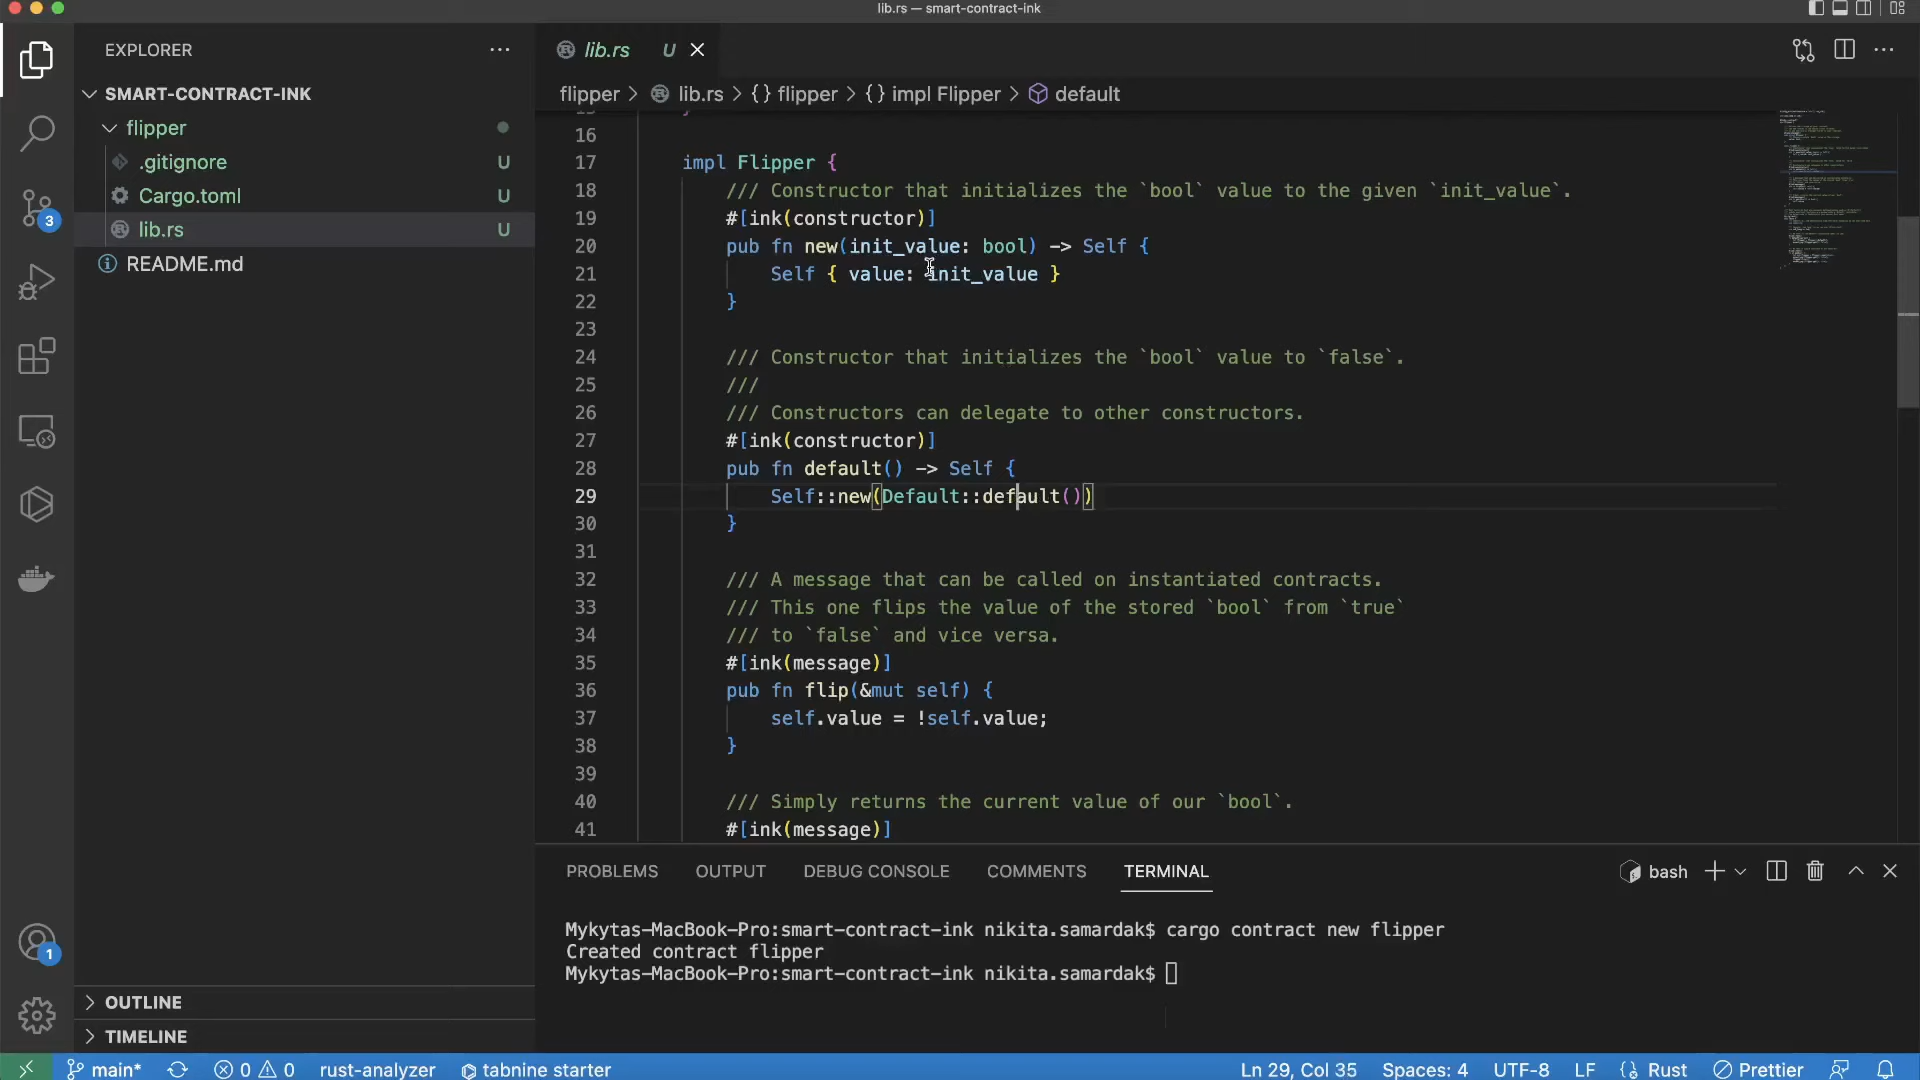 lib.rs — smart-contract-ink
EXPLORER
SMART-CONTRACT-INK
flipper
.gitignore U
Cargo.toml U
lib.rs U
README.md
3
1
OUTLINE
TIMELINE
lib.rs U
flipper > lib.rs > {} flipper > {} impl Flipper > default
16
17 impl Flipper {
18 /// Constructor that initializes the `bool` value to the given `init_value`.
19 #[ink(constructor)]
20 pub fn new(init_value: bool) -> Self {
21 Self { value: init_value }
22 }
23
24 /// Constructor that initializes the `bool` value to `false`.
25 ///
26 /// Constructors can delegate to other constructors.
27 #[ink(constructor)]
28 pub fn default() -> Self {
29 Self::new(Default::default())
30 }
31
32 /// A message that can be called on instantiated contracts.
33 /// This one flips the value of the stored `bool` from `true`
34 /// to `false` and vice versa.
35 #[ink(message)]
36 pub fn flip(&mut self) {
37 self.value = !self.value;
38 }
39
40 /// Simply returns the current value of our `bool`.
41 #[ink(message)]
PROBLEMS OUTPUT DEBUG CONSOLE COMMENTS TERMINAL bash
Mykytas-MacBook-Pro:smart-contract-ink nikita.samardak$ cargo contract new flipper
Created contract flipper
Mykytas-MacBook-Pro:smart-contract-ink nikita.samardak$
main* 0 0 rust-analyzer tabnine starter Ln 29, Col 35 Spaces: 4 UTF-8 LF Rust Prettier